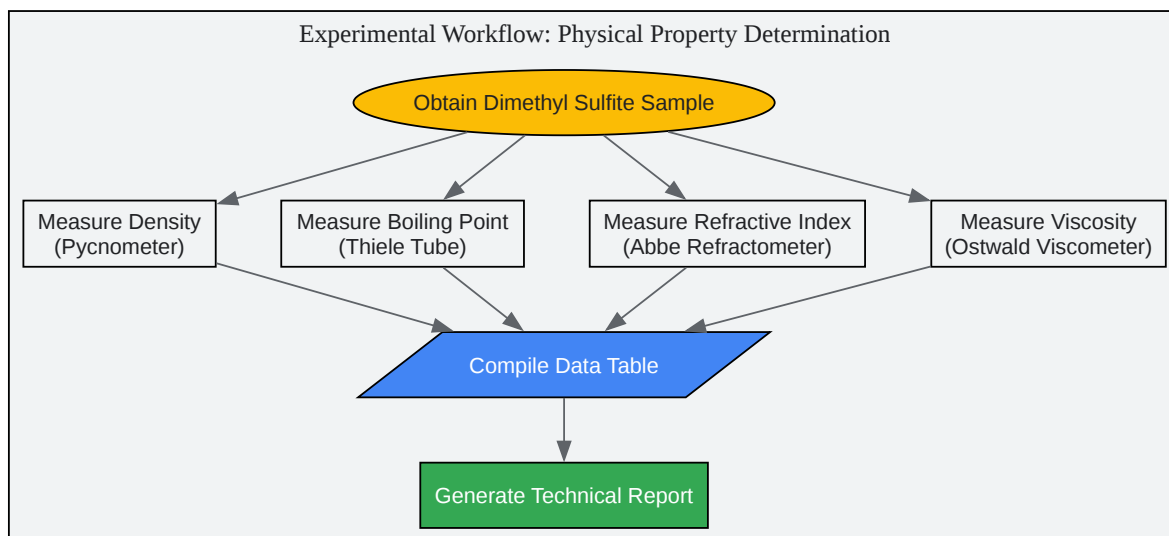 Experimental Workflow: Physical Property Determination
Obtain Dimethyl Sulfite Sample
Measure Density
(Pycnometer)
Measure Boiling Point
(Thiele Tube)
Measure Refractive Index
(Abbe Refractometer)
Measure Viscosity
(Ostwald Viscometer)
Compile Data Table
Generate Technical Report